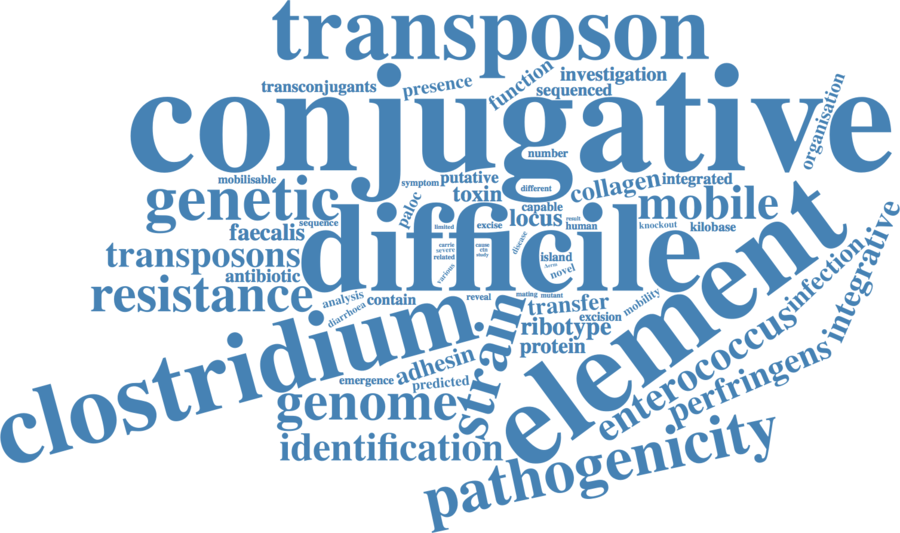 transposon
transconjugants
presence
function
investigation
sequenced
conjugative
organisation
number
mobilisable
symptom
putative
different
collagen
integrated
genetic
paloc
toxin
capable
mobile
sequence
limited
excise
locus
result
human
knockout
kilobase
faecalis
difficile
transposons
carrie
severe
related
cause
ctn
study
disease
island
novel
various
antibiotic
resistance
analysis
contain
reveal
mating
mutant
transfer
mobility
element
integrative
infection
diarrhoea
excision
ribotype
protein
clostridium
strain
enterococcus
perfringens
emergence
adhesin
predicted
genome
identification
pathogenicity